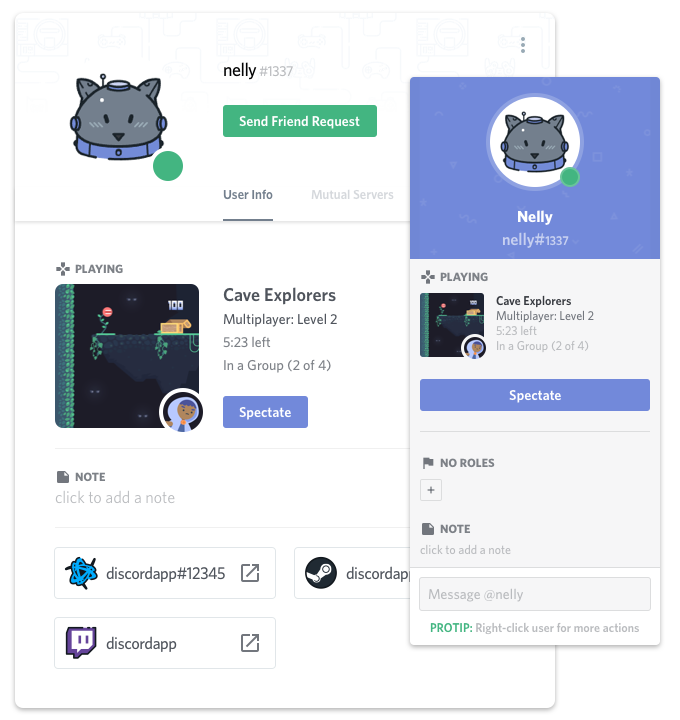 nelly #1337
Send Friend Request
User Info
Mutual Servers
PLAYING
100
Cave Explorers
Multiplayer: Level 2
5:23 left
In a Group (2 of 4)
Spectate
NOTE
click to add a note
discordapp#12345
discordapp
discordapp
Nelly
nelly#1337
PLAYING
Cave Explorers
Multiplayer: Level 2
5:23 left
In a Group (2 of 4)
Spectate
NO ROLES
+
NOTE
click to add a note
Message @nelly
PROTIP: Right-click user for more actions